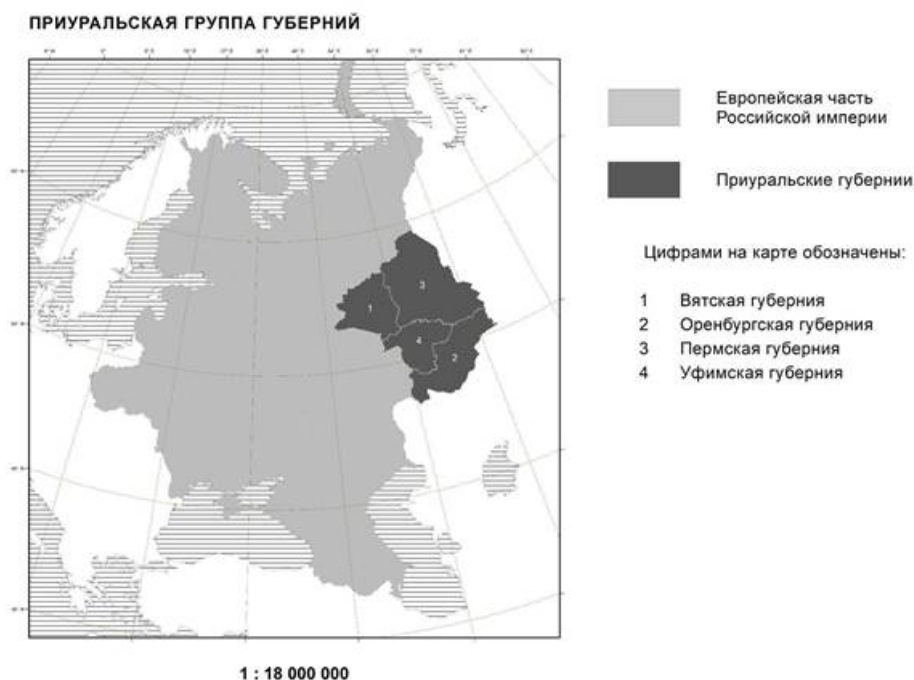 ПРИУРАЛЬСКАЯ ГРУППА ГУБЕРНИЙ
Европейская часть
Российской империи
Приуральские губернии
Цифрами на карте обозначены:
1 Вятская губерния
2 Оренбургская губерния
3 Пермская губерния
4 Уфимская губерния
3
1
4
2
1 : 18 000 000